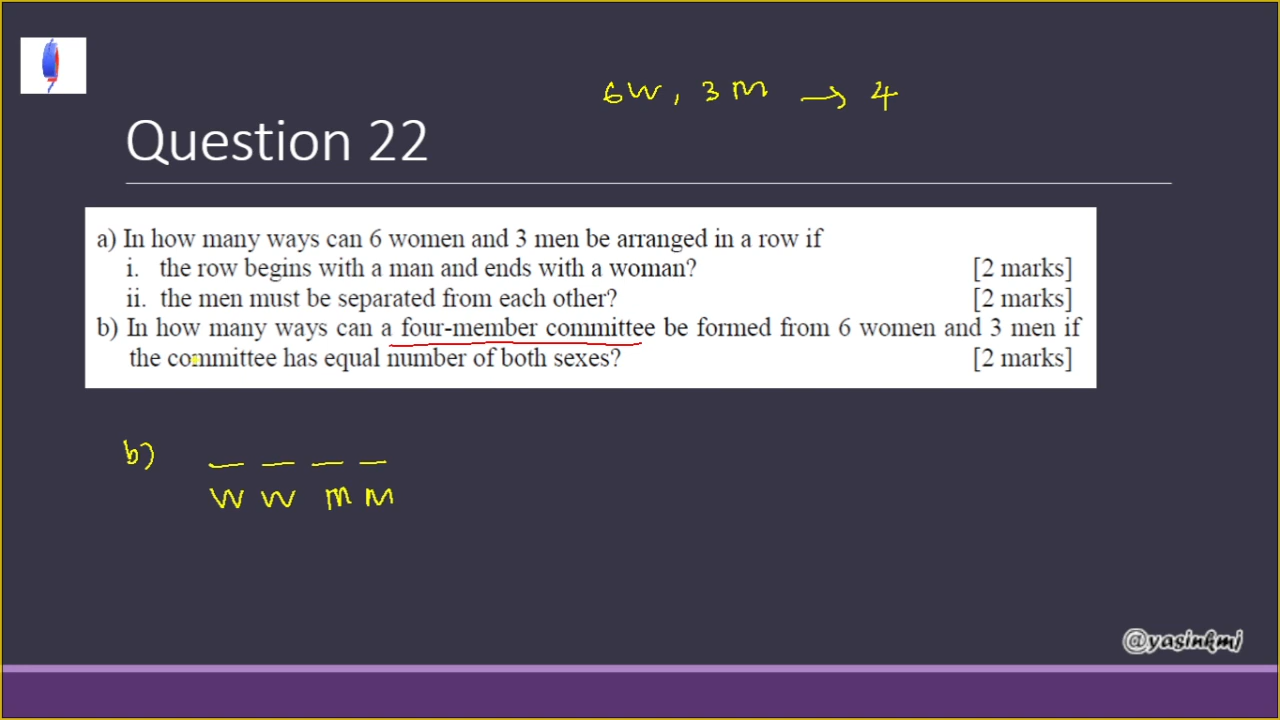 6W, 3M → 4
Question 22
a) In how many ways can 6 women and 3 men be arranged in a row if
i. the row begins with a man and ends with a woman? [2 marks]
ii. the men must be separated from each other? [2 marks]
b) In how many ways can a four-member committee be formed from 6 women and 3 men if
the committee has equal number of both sexes? [2 marks]
b) _ _ _ _
W W M M
@yasinkmj